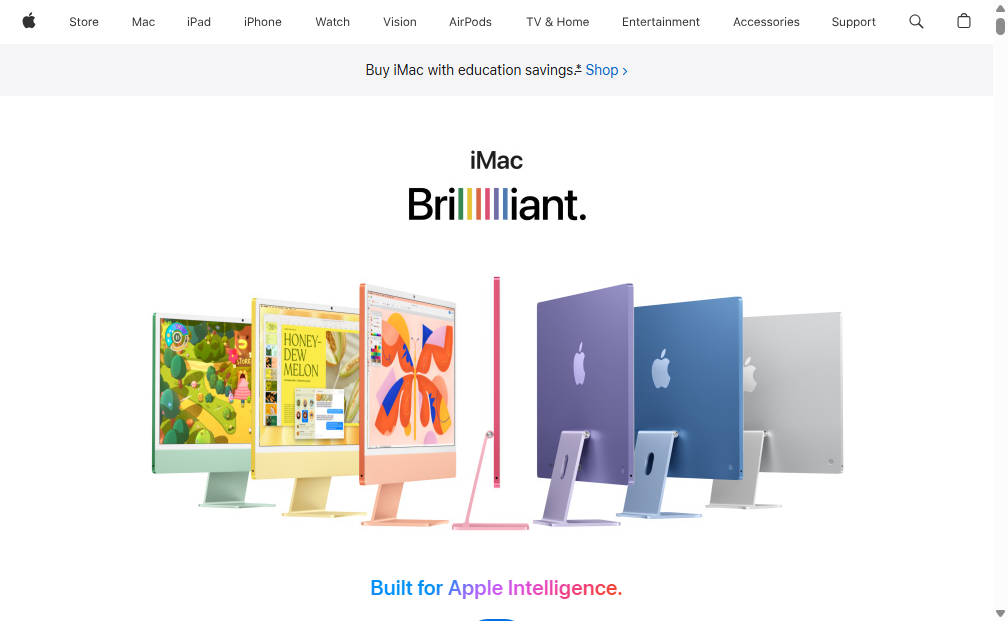 Store Mac iPad iPhone Watch Vision AirPods TV & Home Entertainment Accessories Support
Buy iMac with education savings.* Shop >
iMac
Brilliant.
HONEY-
DEW
MELON
Built for Apple Intelligence.